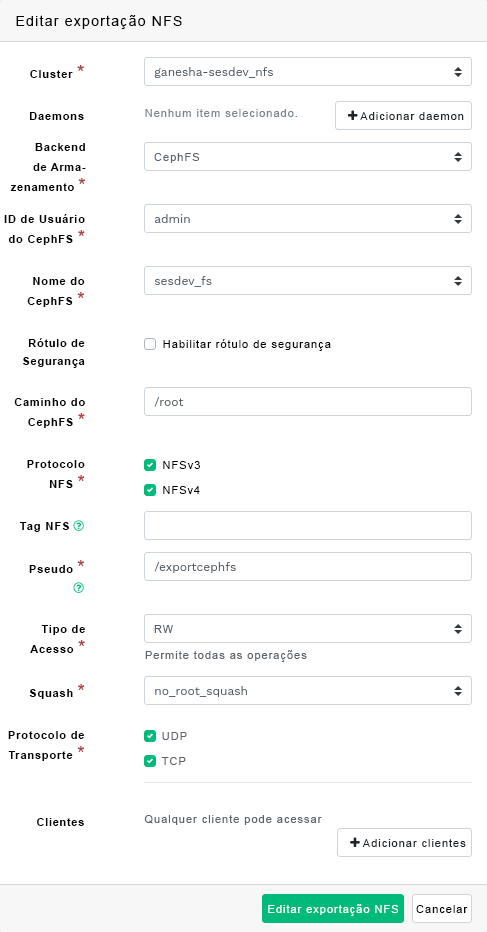 Editar exportação NFS
Cluster *
ganesha-sesdev_nfs
Daemons
Nenhum item selecionado.
Adicionar daemon
Backend
de Arma-
zenamento *
CephFS
ID de Usuário
do CephFS *
admin
Nome do
CephFS *
sesdev_fs
Rótulo de
Segurança
Habilitar rótulo de segurança
Caminho do
CephFS *
/root
Protocolo
NFS *
NFSv3
NFSv4
Tag NFS ?
Pseudo *
?
/exportcephfs
Tipo de
Acesso *
RW
Permite todas as operações
Squash *
no_root_squash
Protocolo de
Transporte *
UDP
TCP
Clientes
Qualquer cliente pode acessar
Adicionar clientes
Editar exportação NFS
Cancelar